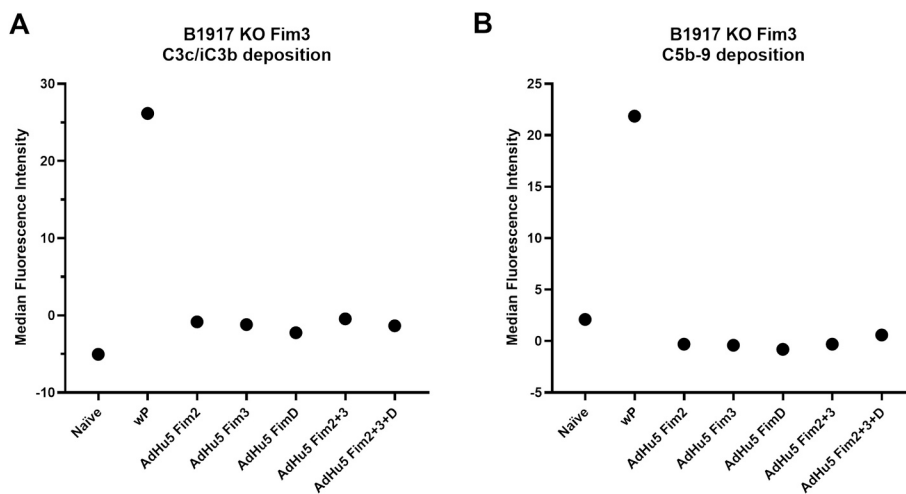 A
B1917 KO Fim3
C3c/iC3b deposition
Median Fluorescence Intensity
30
20
10
0
-10
Naïve
wP
AdHu5 Fim2
AdHu5 Fim3
AdHu5 FimD
AdHu5 Fim2+3
AdHu5 Fim2+3+D
B
B1917 KO Fim3
C5b-9 deposition
Median Fluorescence Intensity
25
20
15
10
5
0
-5
Naïve
wP
AdHu5 Fim2
AdHu5 Fim3
AdHu5 FimD
AdHu5 Fim2+3
AdHu5 Fim2+3+D